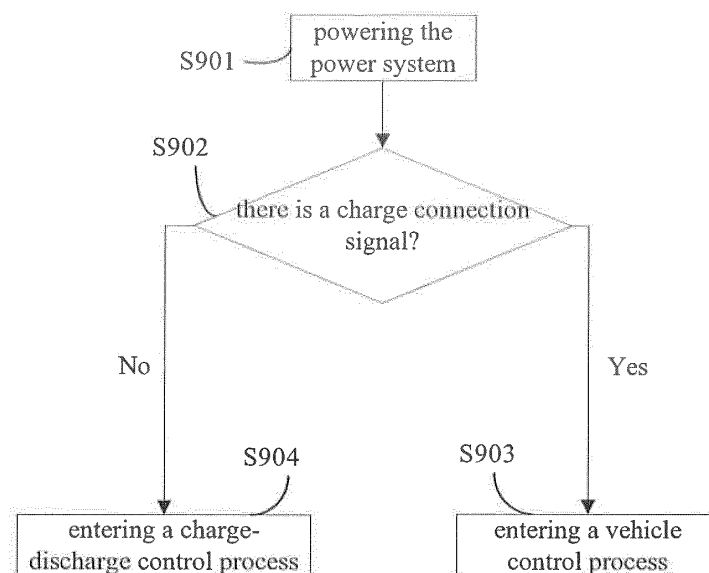 powering the
power system
S901
S902
there is a charge connection
signal?
No
Yes
S904
S903
entering a charge-
discharge control process
entering a vehicle
control process